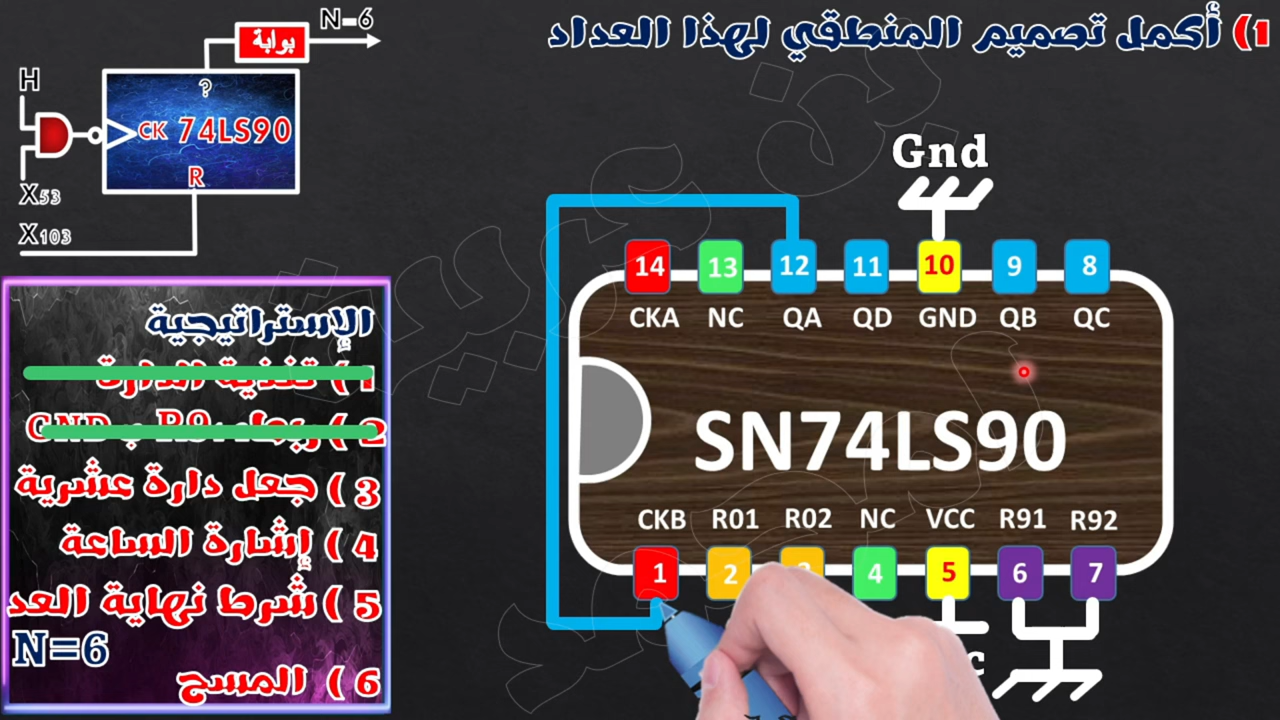 1) أكمل تصميم المنطقي لهذا العداد
N=6
بوابة
H
?
CK 74LS90
R
X53
X103
Gnd
14 13 12 11 10 9 8
CKA NC QA QD GND QB QC
SN74LS90
CKB R01 R02 NC VCC R91 R92
1 2 4 5 6 7
الإستراتيجية
1 ) تغذية الدارة
2 ) ربط R9 ب GND
3 ) جعل دارة عشرية
4 ) إشارة الساعة
5 ) شرط نهاية العد
N=6
6 ) المسح